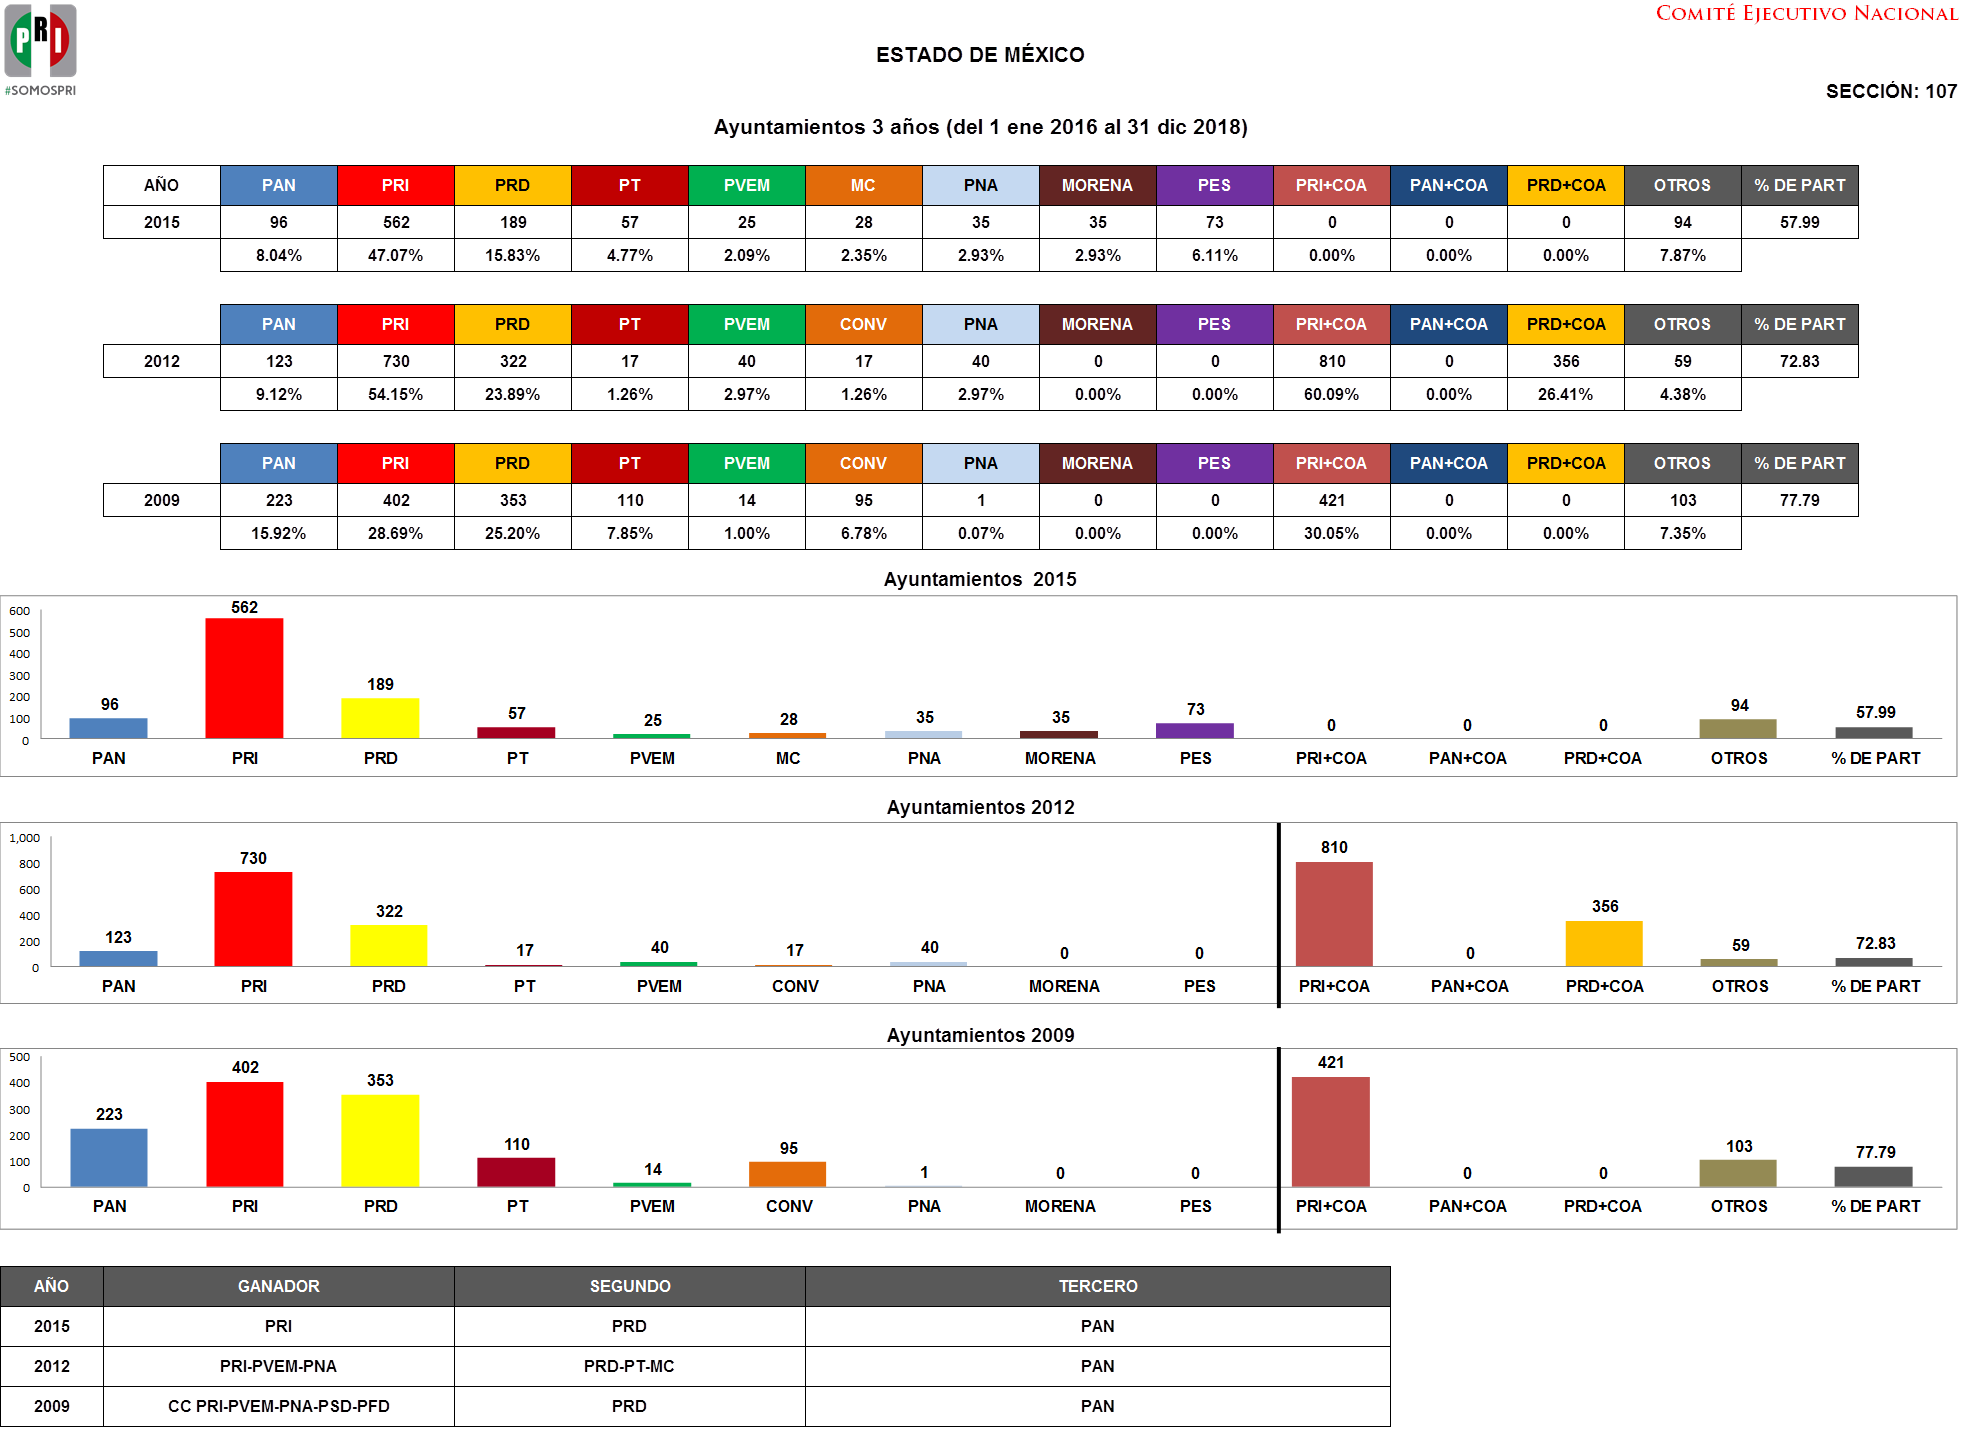 PRI
#SOMOSPRI
COMITÉ EJECUTIVO NACIONAL
ESTADO DE MÉXICO
SECCIÓN: 107
Ayuntamientos 3 años (del 1 ene 2016 al 31 dic 2018)
AÑO PAN PRI PRD PT PVEM MC PNA MORENA PES PRI+COA PAN+COA PRD+COA OTROS % DE PART
2015 96 562 189 57 25 28 35 35 73 0 0 0 94 57.99
8.04% 47.07% 15.83% 4.77% 2.09% 2.35% 2.93% 2.93% 6.11% 0.00% 0.00% 0.00% 7.87%
PAN PRI PRD PT PVEM CONV PNA MORENA PES PRI+COA PAN+COA PRD+COA OTROS % DE PART
2012 123 730 322 17 40 17 40 0 0 810 0 356 59 72.83
9.12% 54.15% 23.89% 1.26% 2.97% 1.26% 2.97% 0.00% 0.00% 60.09% 0.00% 26.41% 4.38%
PAN PRI PRD PT PVEM CONV PNA MORENA PES PRI+COA PAN+COA PRD+COA OTROS % DE PART
2009 223 402 353 110 14 95 1 0 0 421 0 0 103 77.79
15.92% 28.69% 25.20% 7.85% 1.00% 6.78% 0.07% 0.00% 0.00% 30.05% 0.00% 0.00% 7.35%
Ayuntamientos 2015
600
500
400
300
200
100
0
96 562 189 57 25 28 35 35 73 0 0 0 94 57.99
PAN PRI PRD PT PVEM MC PNA MORENA PES PRI+COA PAN+COA PRD+COA OTROS % DE PART
Ayuntamientos 2012
1,000
800
600
400
200
0
123 730 322 17 40 17 40 0 0 810 0 356 59 72.83
PAN PRI PRD PT PVEM CONV PNA MORENA PES PRI+COA PAN+COA PRD+COA OTROS % DE PART
Ayuntamientos 2009
500
400
300
200
100
0
223 402 353 110 14 95 1 0 0 421 0 0 103 77.79
PAN PRI PRD PT PVEM CONV PNA MORENA PES PRI+COA PAN+COA PRD+COA OTROS % DE PART
AÑO GANADOR SEGUNDO TERCERO
2015 PRI PRD PAN
2012 PRI-PVEM-PNA PRD-PT-MC PAN
2009 CC PRI-PVEM-PNA-PSD-PFD PRD PAN